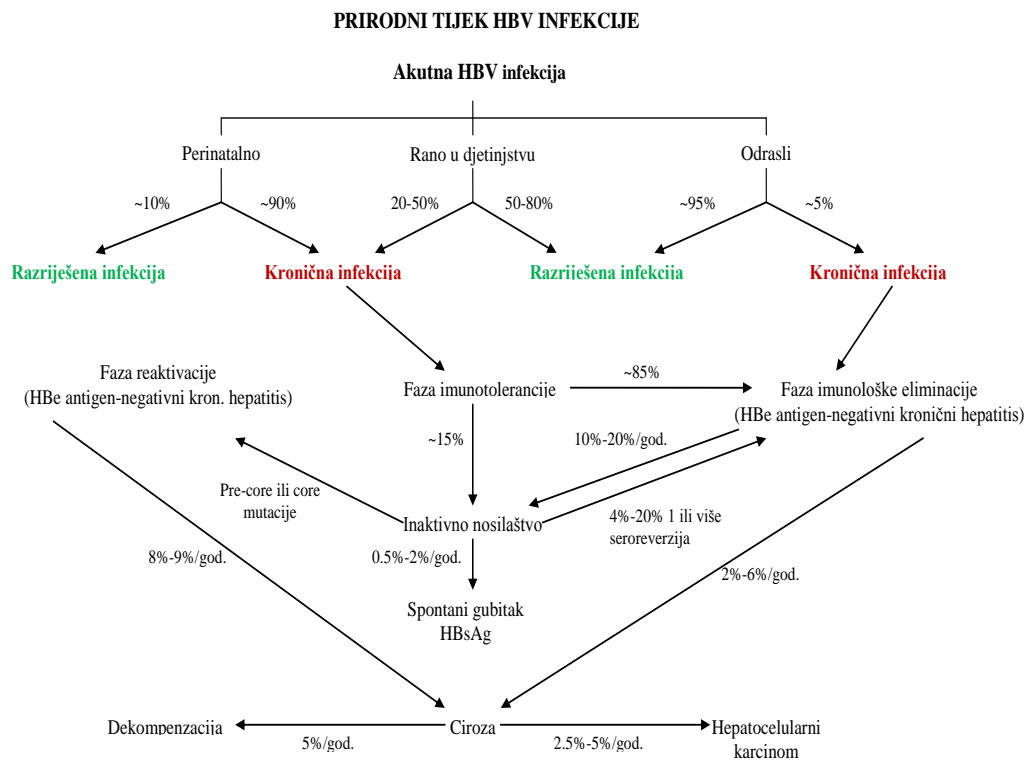 PRIRODNI TIJEK HBV INFEKCIJE
Akutna HBV infekcija
Perinatalno
Rano u djetinjstvu
Odrasli
~10%
~90%
20-50%
50-80%
~95%
~5%
Razriješena infekcija
Kronična infekcija
Razriješena infekcija
Kronična infekcija
Faza reaktivacije
(HBe antigen-negativni kron. hepatitis)
Faza imunotolerancije
~85%
Faza imunološke eliminacije
(HBe antigen-negativni kronični hepatitis)
~15%
10%-20%/god.
Pre-core ili core
mutacije
Inaktivno nosilaštvo
4%-20% 1 ili više
seroreverzija
8%-9%/god.
0.5%-2%/god.
2%-6%/god.
Spontani gubitak
HBsAg
Dekompenzacija
5%/god.
Ciroza
2.5%-5%/god.
Hepatocelularni
karcinom